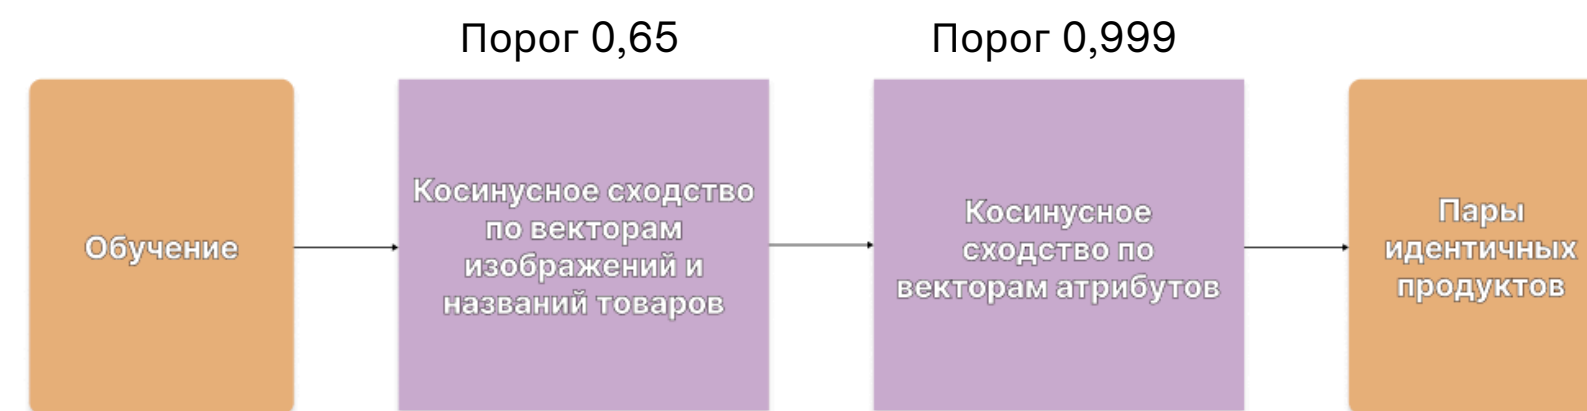 Порог 0,65
Порог 0,999
Обучение
Косинусное сходство
по векторам
изображений и
названий товаров
Косинусное
сходство по
векторам атрибутов
Пары
идентичных
продуктов